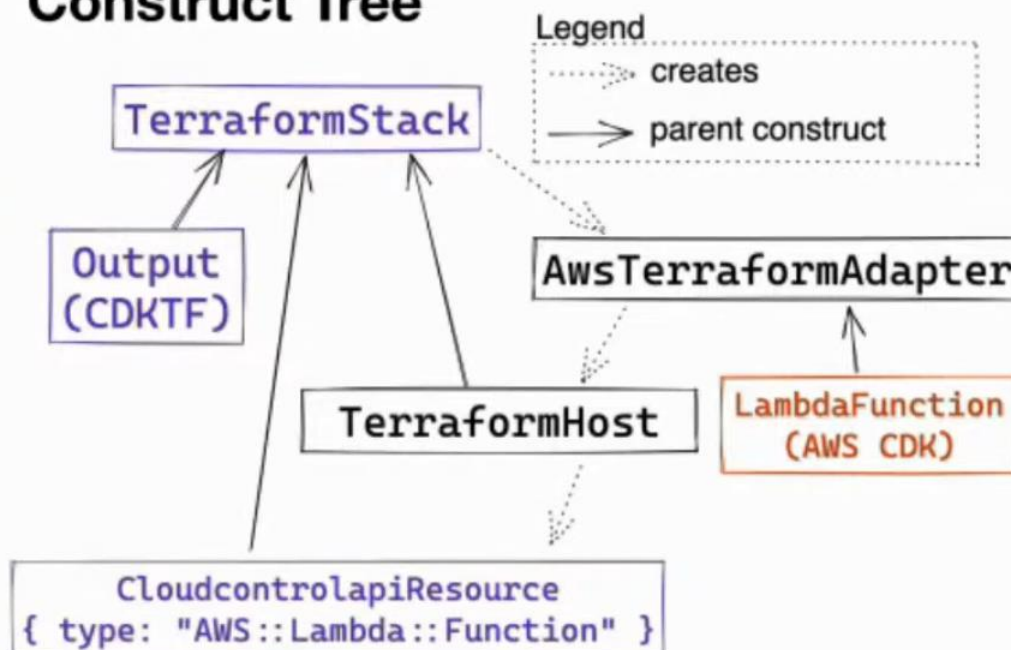 Construct Tree
Legend
creates
parent construct
TerraformStack
Output
(CDKTF)
AwsTerraformAdapter
TerraformHost
LambdaFunction
(AWS CDK)
CloudcontrolapiResource
{ type: "AWS::Lambda::Function" }